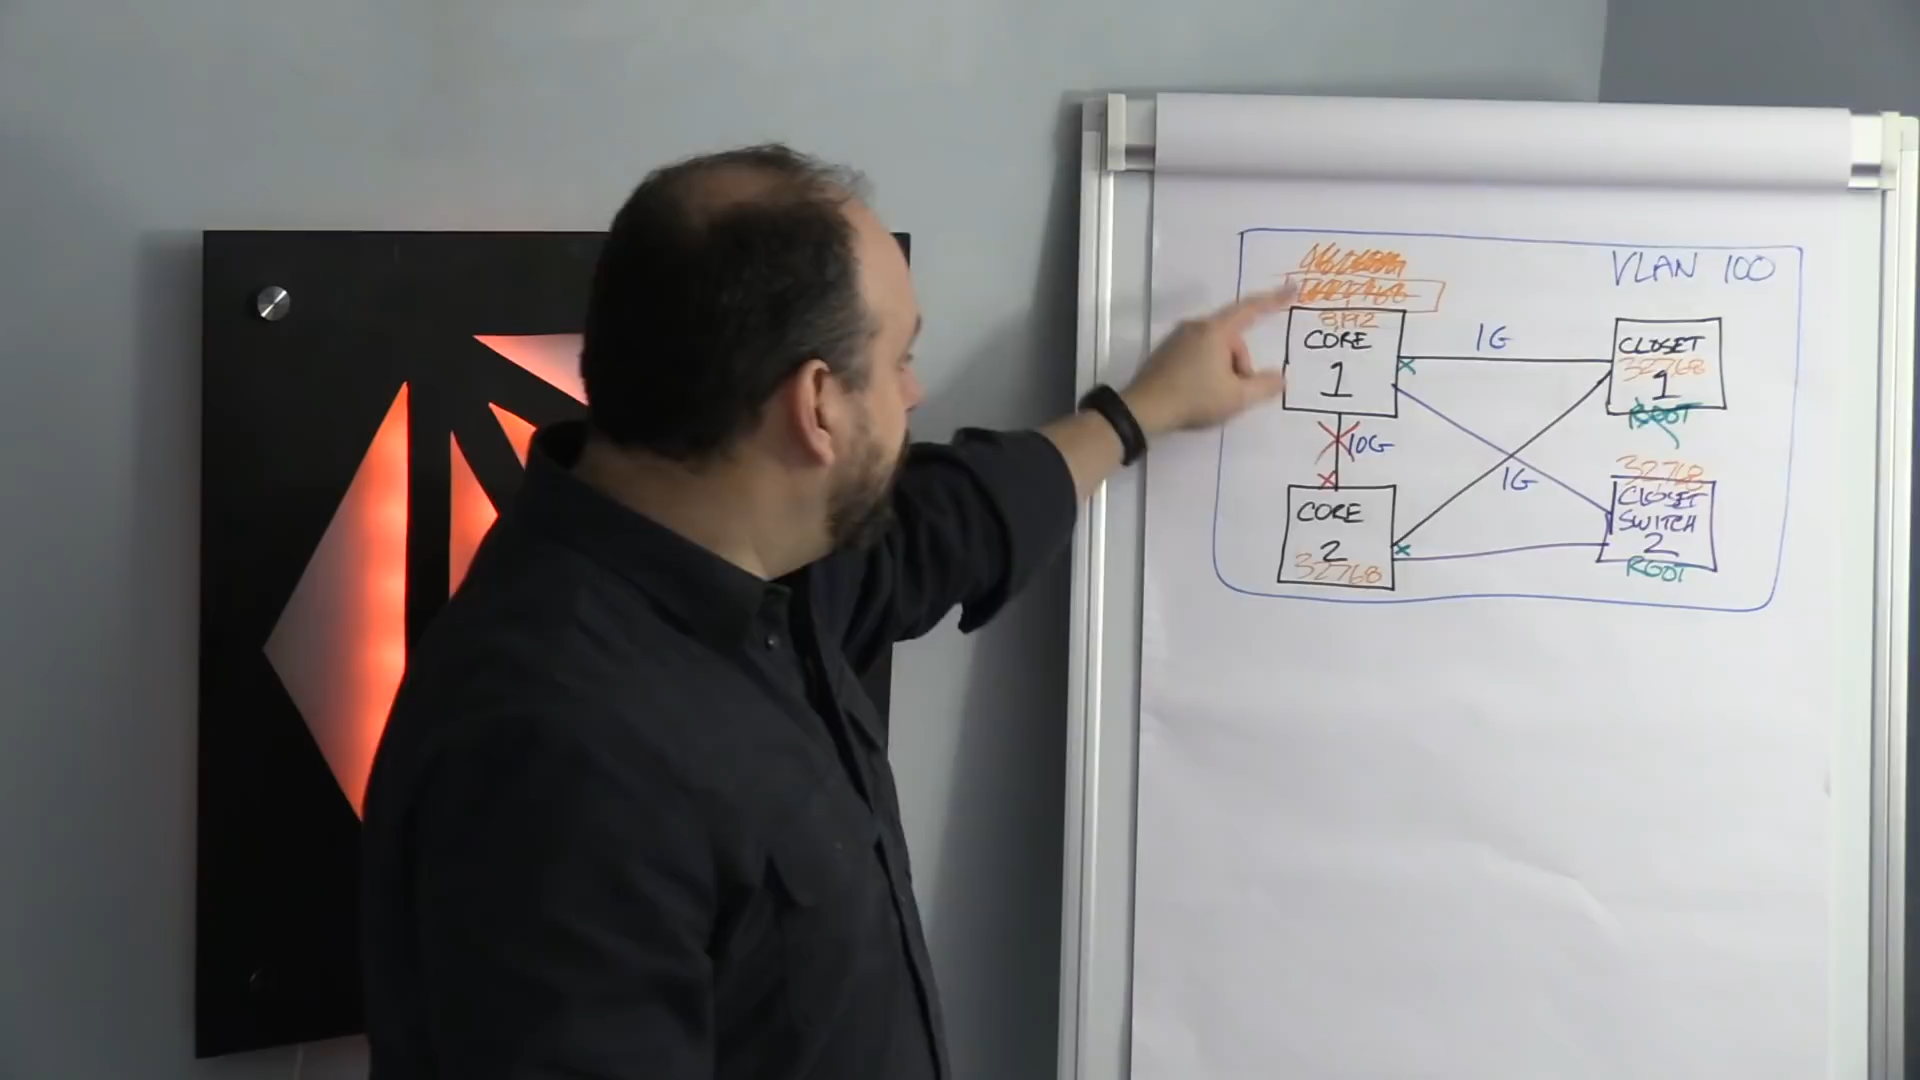 VLAN 100
8,192
CORE
1
1G
CLOSET
32768
1
ROOT
10G
1G
32768
CLOSET
SWITCH
2
ROOT
CORE
2
32768